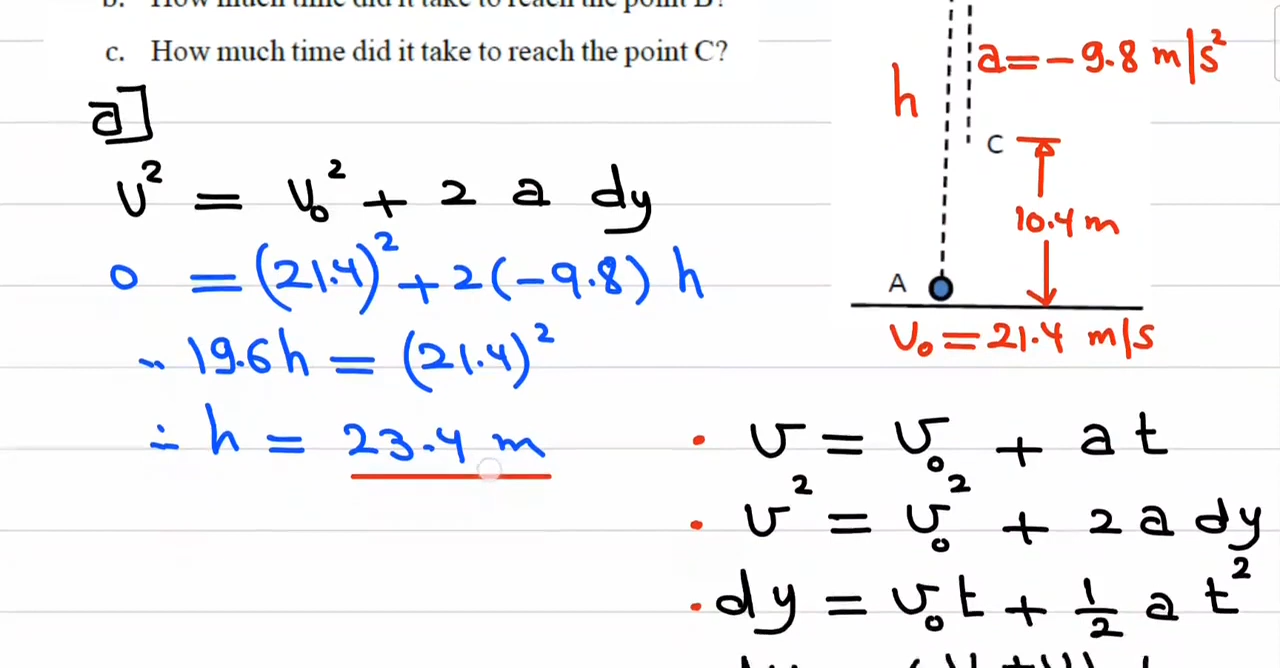 c. How much time did it take to reach the point C?
a]
v² = v₀² + 2 a dy
0 = (21.4)² + 2(-9.8) h
19.6h = (21.4)²
∴ h = 23.4 m
a = -9.8 m/s²
h
C
10.4 m
A
V₀ = 21.4 m/s
• v = v₀ + a t
• v² = v₀² + 2 a dy
• dy = v₀t + 1/2 a t²